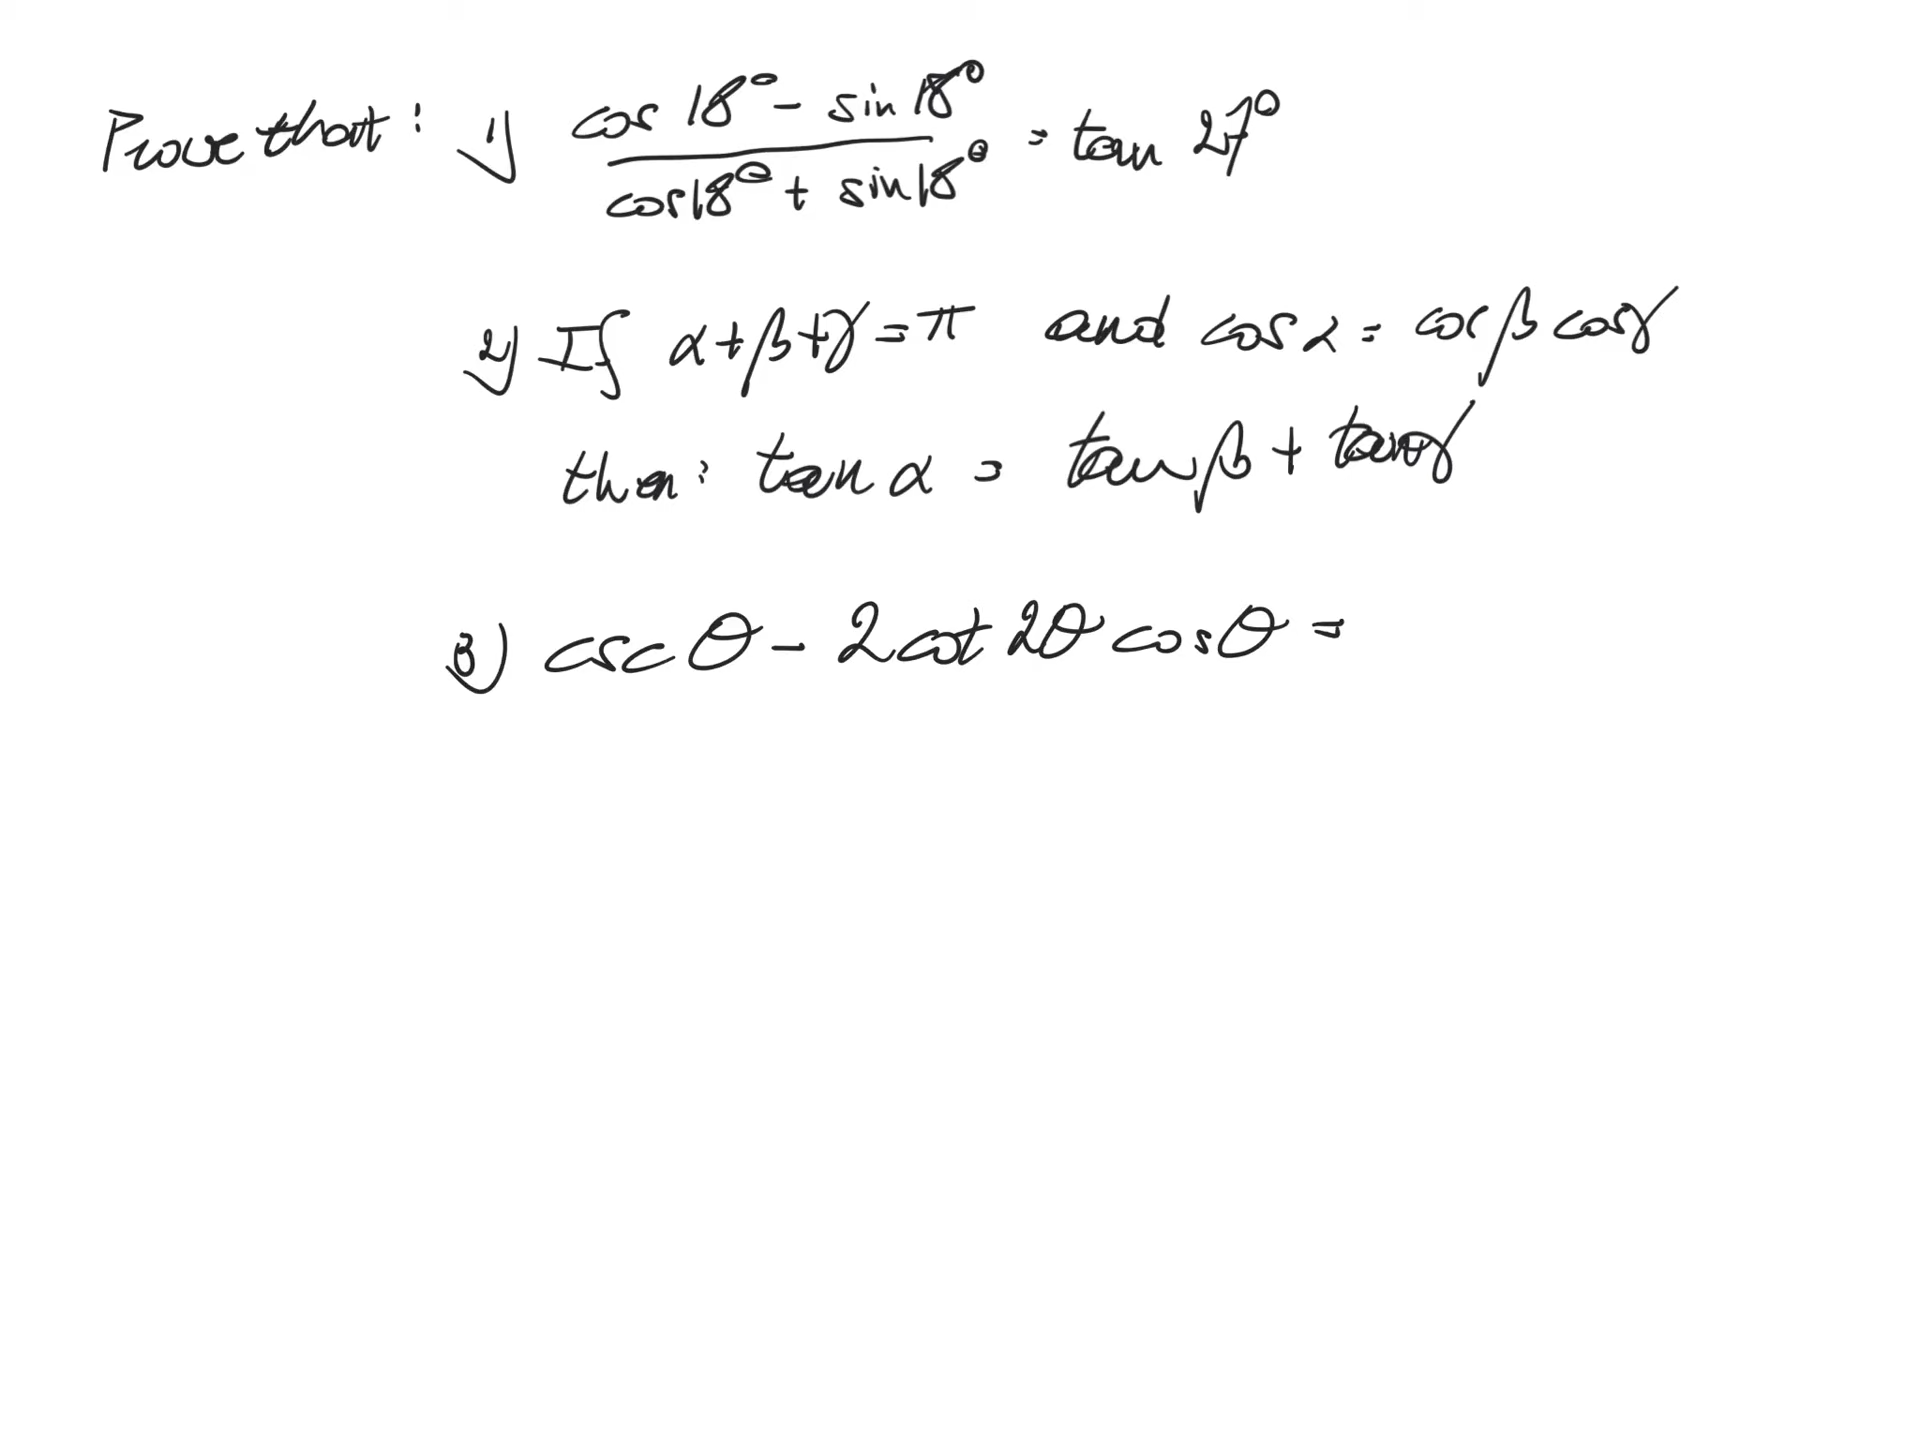 Prove that: 1) (cos 18° - sin 18°) / (cos 18° + sin 18°) = tan 27°
2) If α + β + γ = π and cos α = cos β cos γ
then: tan α = tan β + tan γ
3) csc θ - 2 cot 2θ cos θ =